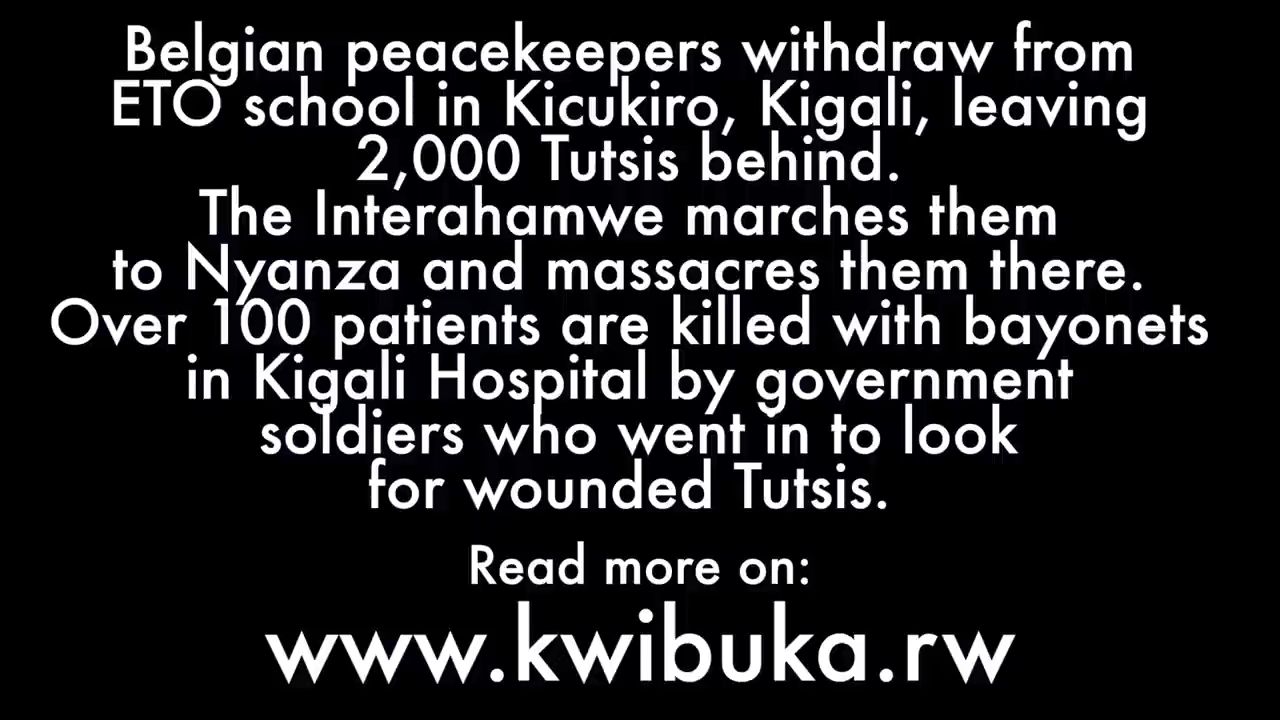 Belgian peacekeepers withdraw from
ETO school in Kicukiro, Kigali, leaving
2,000 Tutsis behind.
The Interahamwe marches them
to Nyanza and massacres them there.
Over 100 patients are killed with bayonets
in Kigali Hospital by government
soldiers who went in to look
for wounded Tutsis.
Read more on:
www.kwibuka.rw